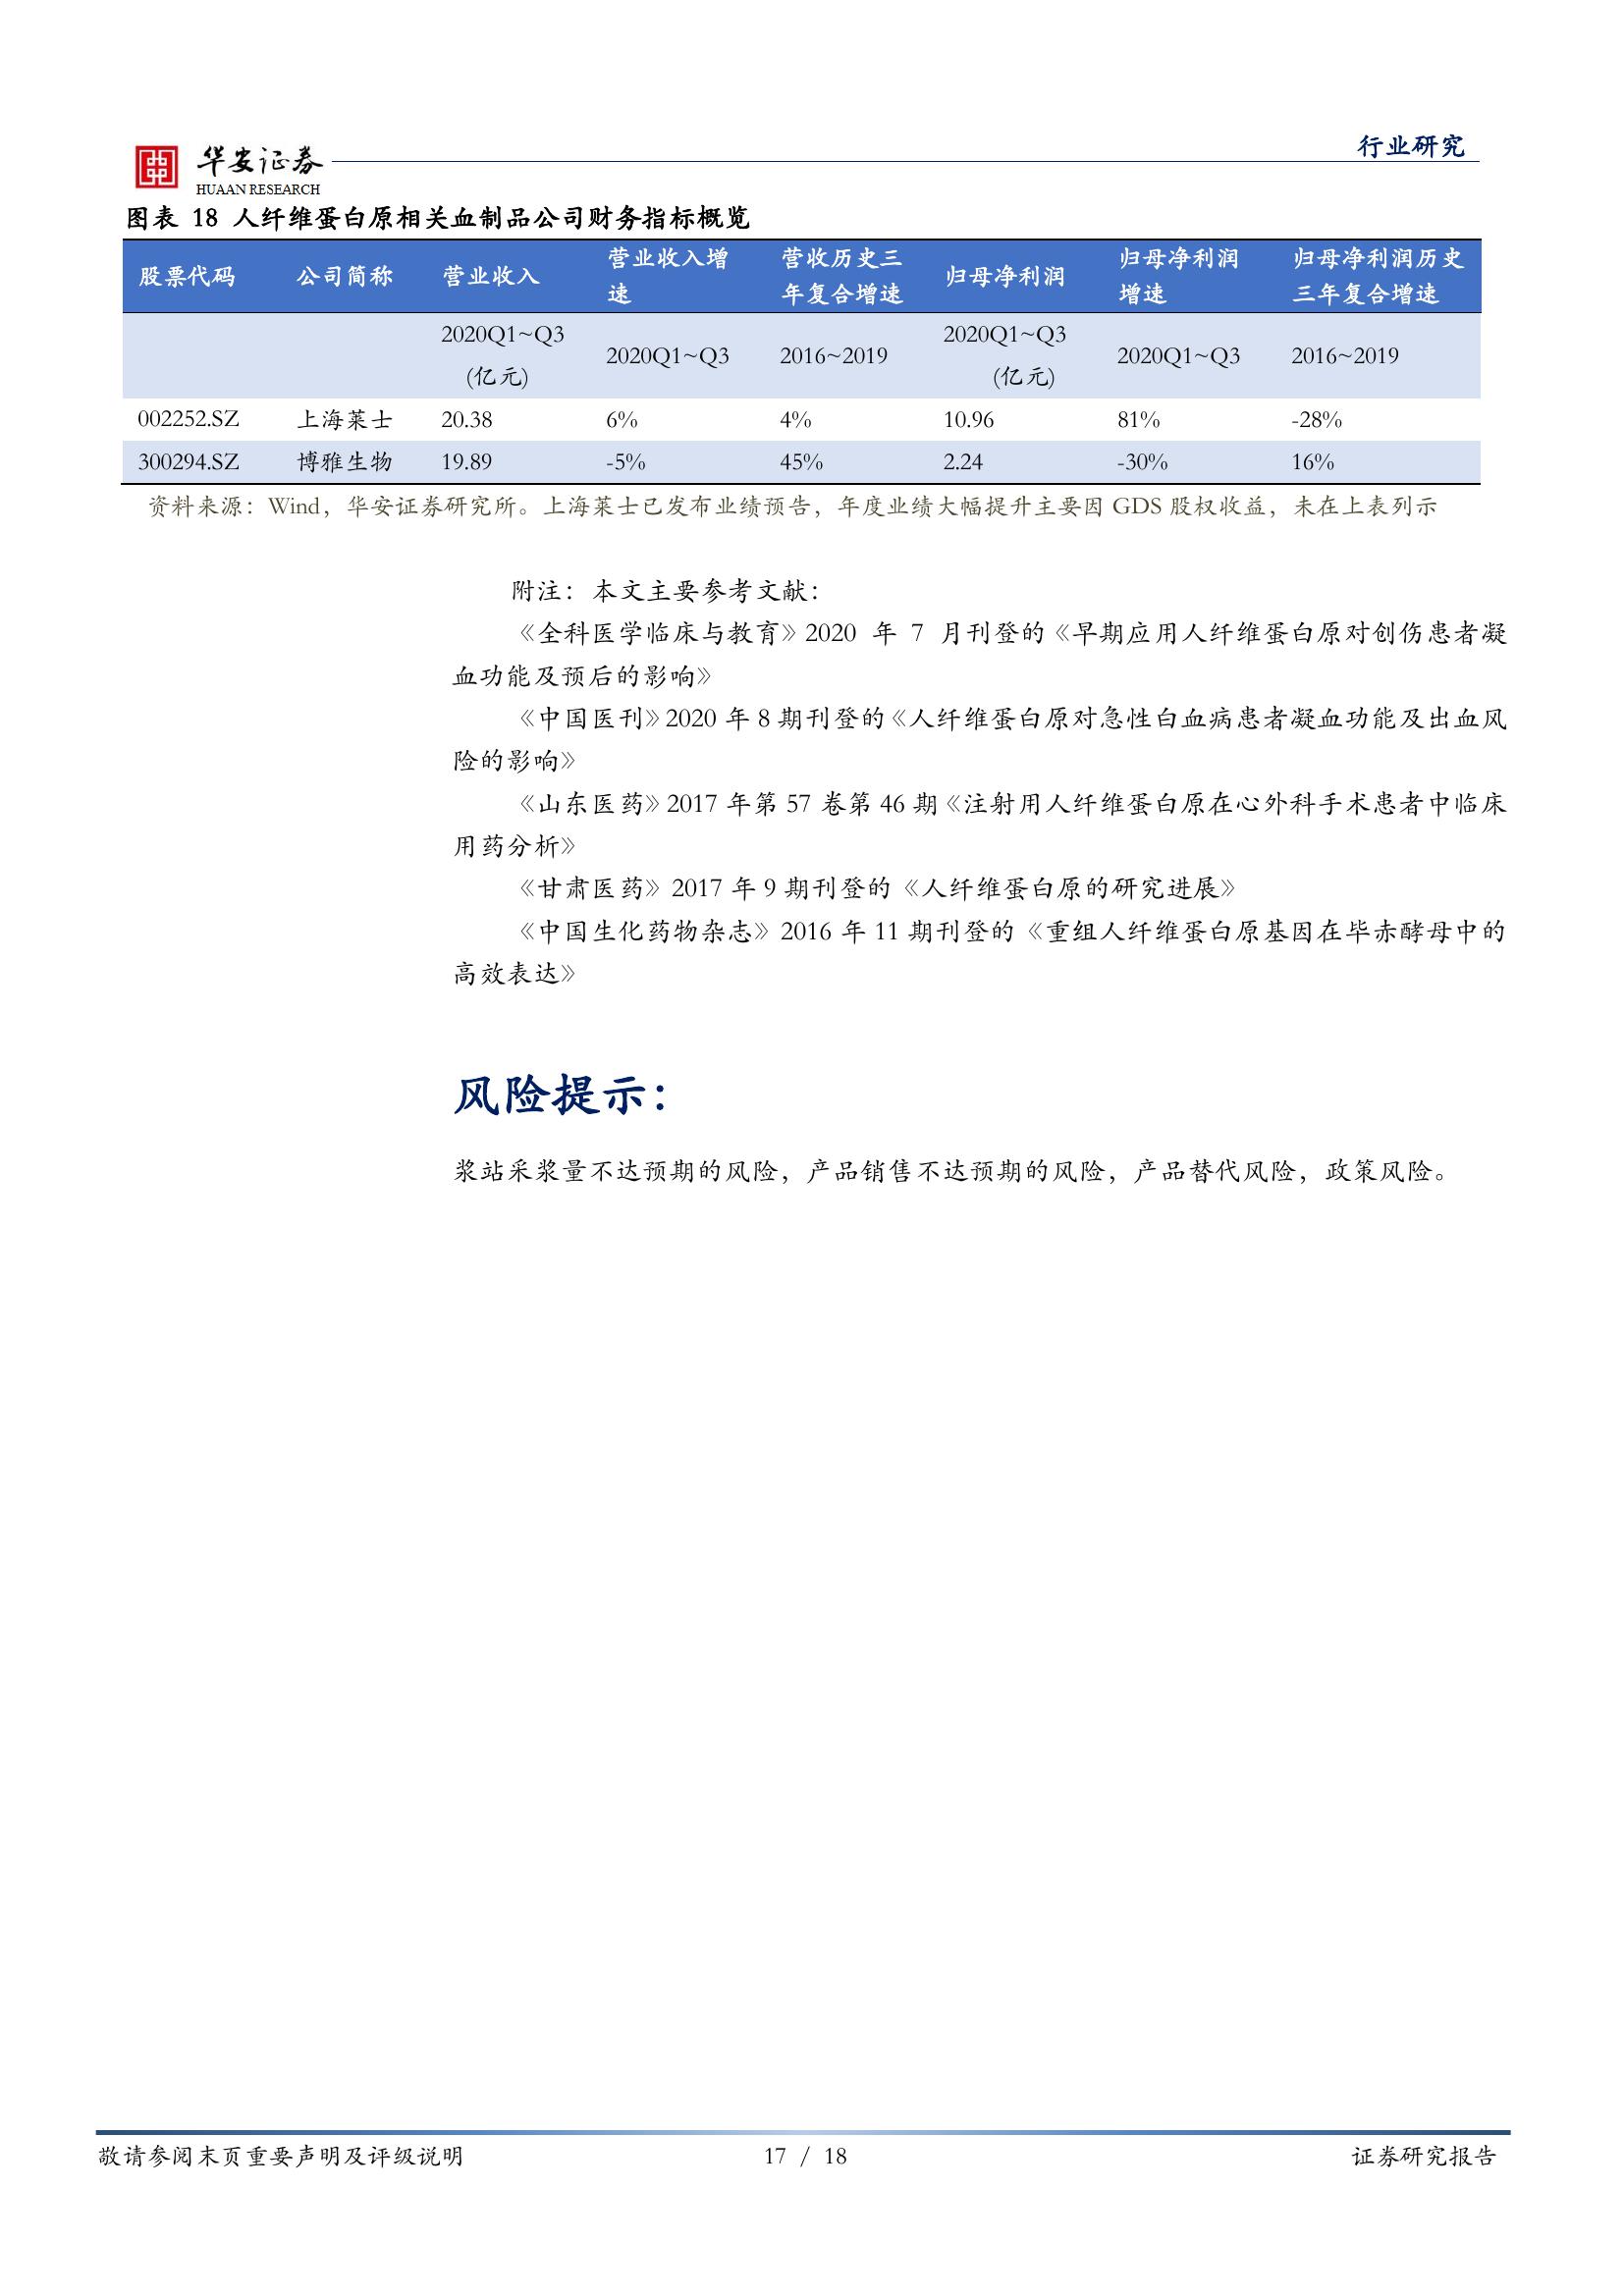 华安证券
HUAAN RESEARCH
行业研究
图表 18 人纤维蛋白原相关血制品公司财务指标概览
股票代码 公司简称 营业收入 营业收入增速 营收历史三年复合增速 归母净利润 归母净利润增速 归母净利润历史三年复合增速
2020Q1~Q3 (亿元) 2020Q1~Q3 2016~2019 2020Q1~Q3 (亿元) 2020Q1~Q3 2016~2019
002252.SZ 上海莱士 20.38 6% 4% 10.96 81% -28%
300294.SZ 博雅生物 19.89 -5% 45% 2.24 -30% 16%
资料来源：Wind，华安证券研究所。上海莱士已发布业绩预告，年度业绩大幅提升主要因 GDS 股权收益，未在上表列示
附注：本文主要参考文献：
《全科医学临床与教育》2020 年 7 月刊登的《早期应用人纤维蛋白原对创伤患者凝
血功能及预后的影响》
《中国医刊》2020 年 8 期刊登的《人纤维蛋白原对急性白血病患者凝血功能及出血风
险的影响》
《山东医药》2017 年第 57 卷第 46 期《注射用人纤维蛋白原在心外科手术患者中临床
用药分析》
《甘肃医药》2017 年 9 期刊登的《人纤维蛋白原的研究进展》
《中国生化药物杂志》2016 年 11 期刊登的《重组人纤维蛋白原基因在毕赤酵母中的
高效表达》
风险提示：
浆站采浆量不达预期的风险，产品销售不达预期的风险，产品替代风险，政策风险。
敬请参阅末页重要声明及评级说明 17 / 18 证券研究报告